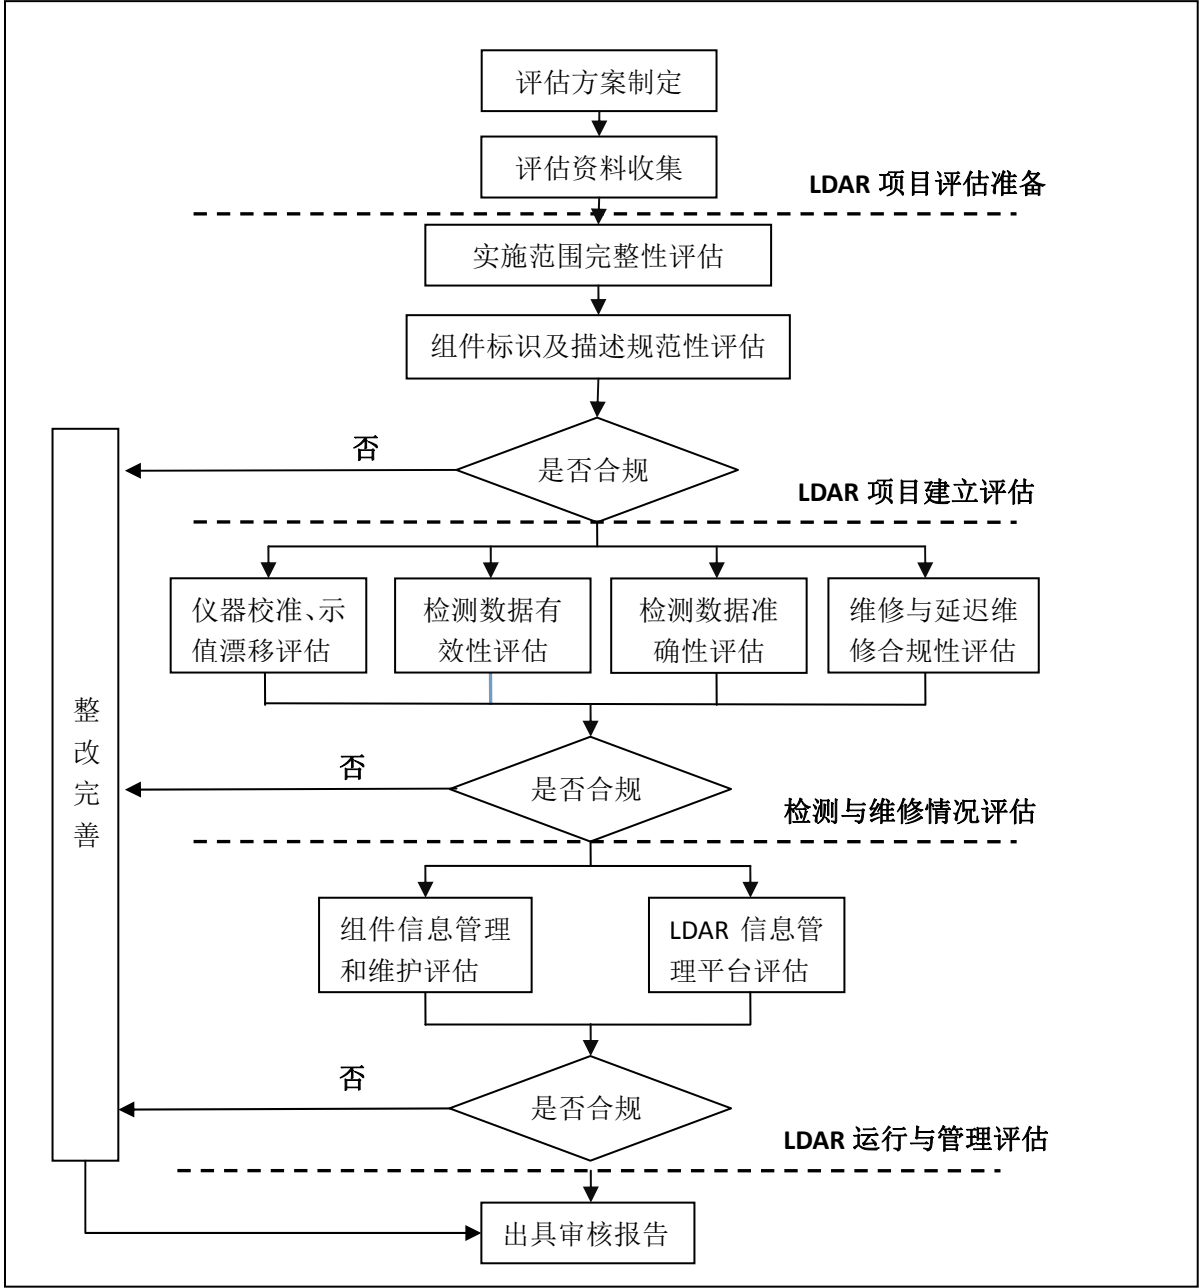 评估方案制定
评估资料收集
LDAR 项目评估准备
实施范围完整性评估
组件标识及描述规范性评估
否
是否合规
LDAR 项目建立评估
仪器校准、示
值漂移评估
检测数据有
效性评估
检测数据准
确性评估
维修与延迟维
修合规性评估
整
改
完
善
否
是否合规
检测与维修情况评估
组件信息管理
和维护评估
LDAR 信息管
理平台评估
否
是否合规
LDAR 运行与管理评估
出具审核报告